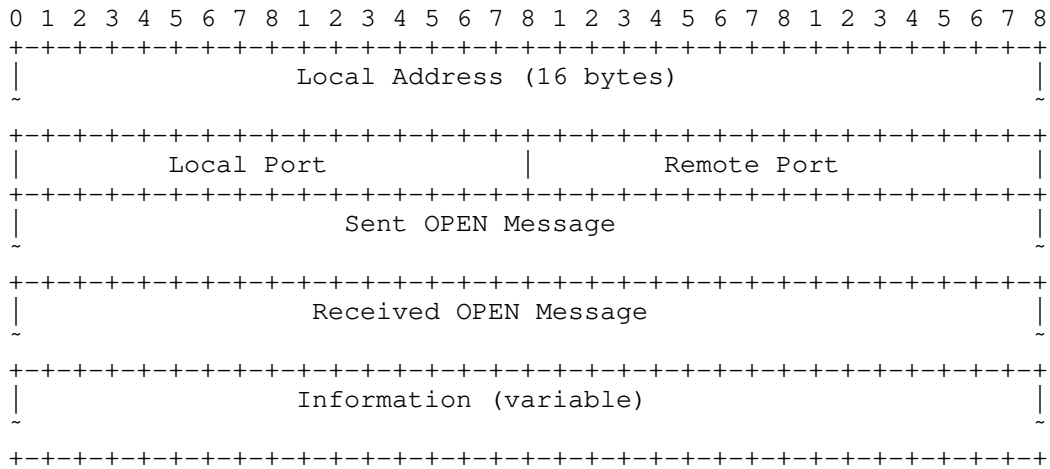 0 1 2 3 4 5 6 7 8 1 2 3 4 5 6 7 8 1 2 3 4 5 6 7 8 1 2 3 4 5 6 7 8
+-+-+-+-+-+-+-+-+-+-+-+-+-+-+-+-+-+-+-+-+-+-+-+-+-+-+-+-+-+-+-+-+
|                 Local Address (16 bytes)                      |
~                                                               ~
+-+-+-+-+-+-+-+-+-+-+-+-+-+-+-+-+-+-+-+-+-+-+-+-+-+-+-+-+-+-+-+-+
|         Local Port            |        Remote Port            |
+-+-+-+-+-+-+-+-+-+-+-+-+-+-+-+-+-+-+-+-+-+-+-+-+-+-+-+-+-+-+-+-+
|                    Sent OPEN Message                          |
~                                                               ~
+-+-+-+-+-+-+-+-+-+-+-+-+-+-+-+-+-+-+-+-+-+-+-+-+-+-+-+-+-+-+-+-+
|                  Received OPEN Message                        |
~                                                               ~
+-+-+-+-+-+-+-+-+-+-+-+-+-+-+-+-+-+-+-+-+-+-+-+-+-+-+-+-+-+-+-+-+
|                 Information (variable)                        |
~                                                               ~
+-+-+-+-+-+-+-+-+-+-+-+-+-+-+-+-+-+-+-+-+-+-+-+-+-+-+-+-+-+-+-+-+